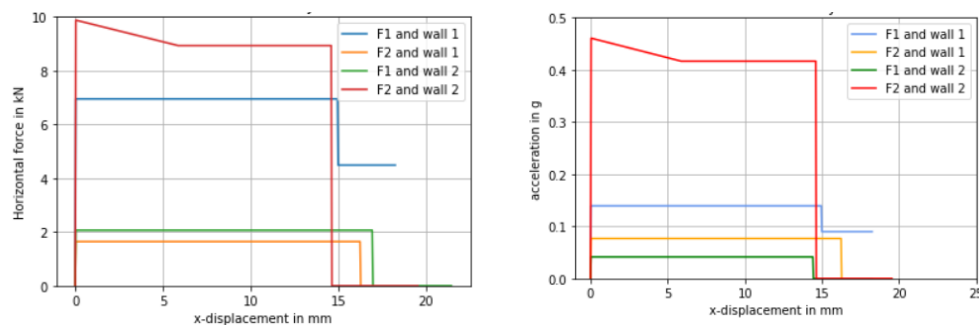 10
8
6
4
2
0
Horizontal force in kN
F1 and wall 1
F2 and wall 1
F1 and wall 2
F2 and wall 2
0 5 10 15 20
x-displacement in mm
0.5
0.4
0.3
0.2
0.1
0.0
acceleration in g
F1 and wall 1
F2 and wall 1
F1 and wall 2
F2 and wall 2
0 5 10 15 20 25
x-displacement in mm